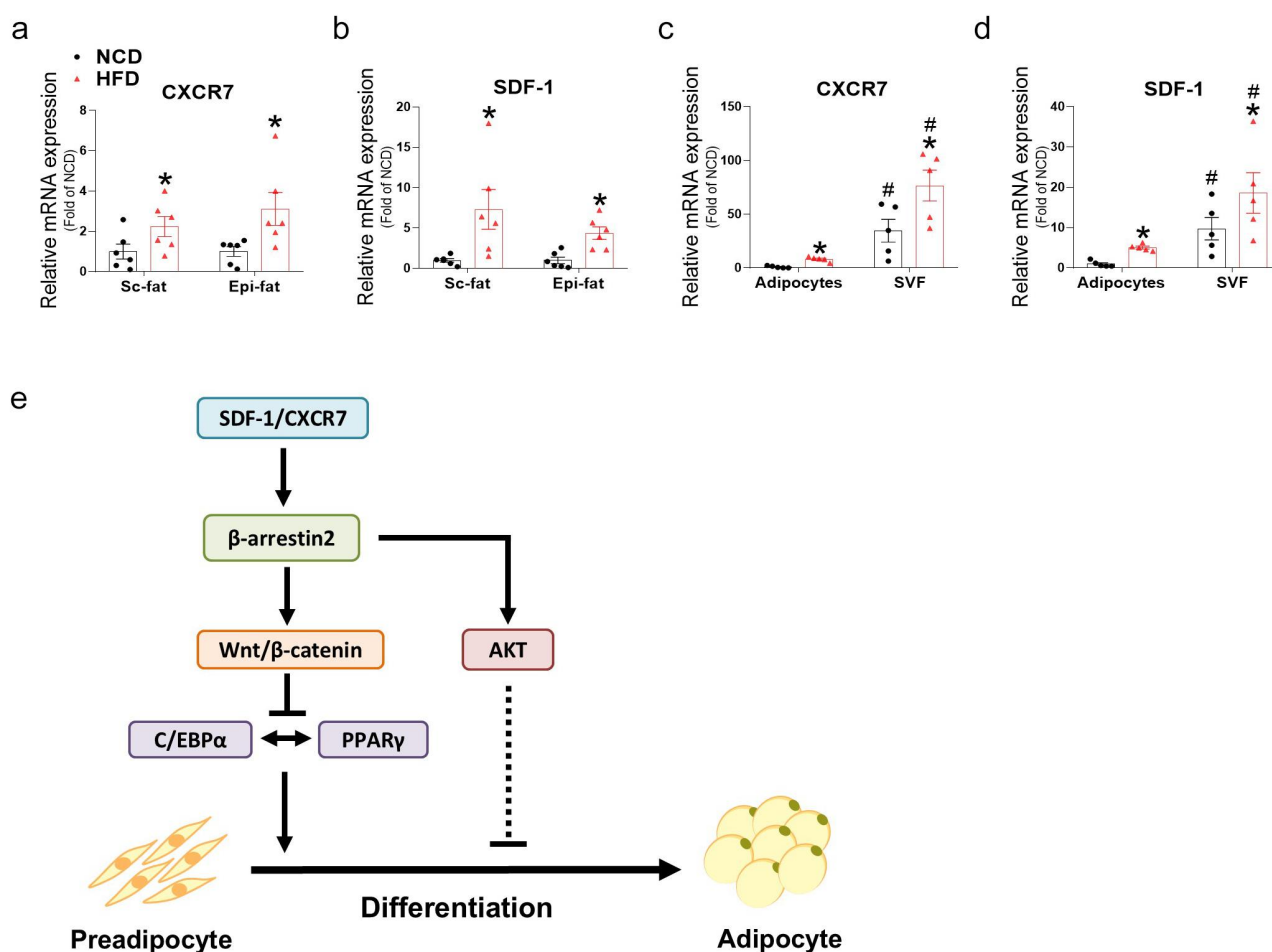 a
NCD
HFD
CXCR7
Relative mRNA expression
(Fold of NCD)
8
6
4
2
0
*
*
Sc-fat
Epi-fat
b
SDF-1
Relative mRNA expression
(Fold of NCD)
20
15
10
5
0
*
*
Sc-fat
Epi-fat
c
CXCR7
Relative mRNA expression
(Fold of NCD)
150
100
50
0
*
#
#
*
Adipocytes
SVF
d
SDF-1
Relative mRNA expression
(Fold of NCD)
40
30
20
10
0
*
#
#
*
Adipocytes
SVF
e
SDF-1/CXCR7
β-arrestin2
Wnt/β-catenin
AKT
C/EBPα
PPARγ
Differentiation
Preadipocyte
Adipocyte